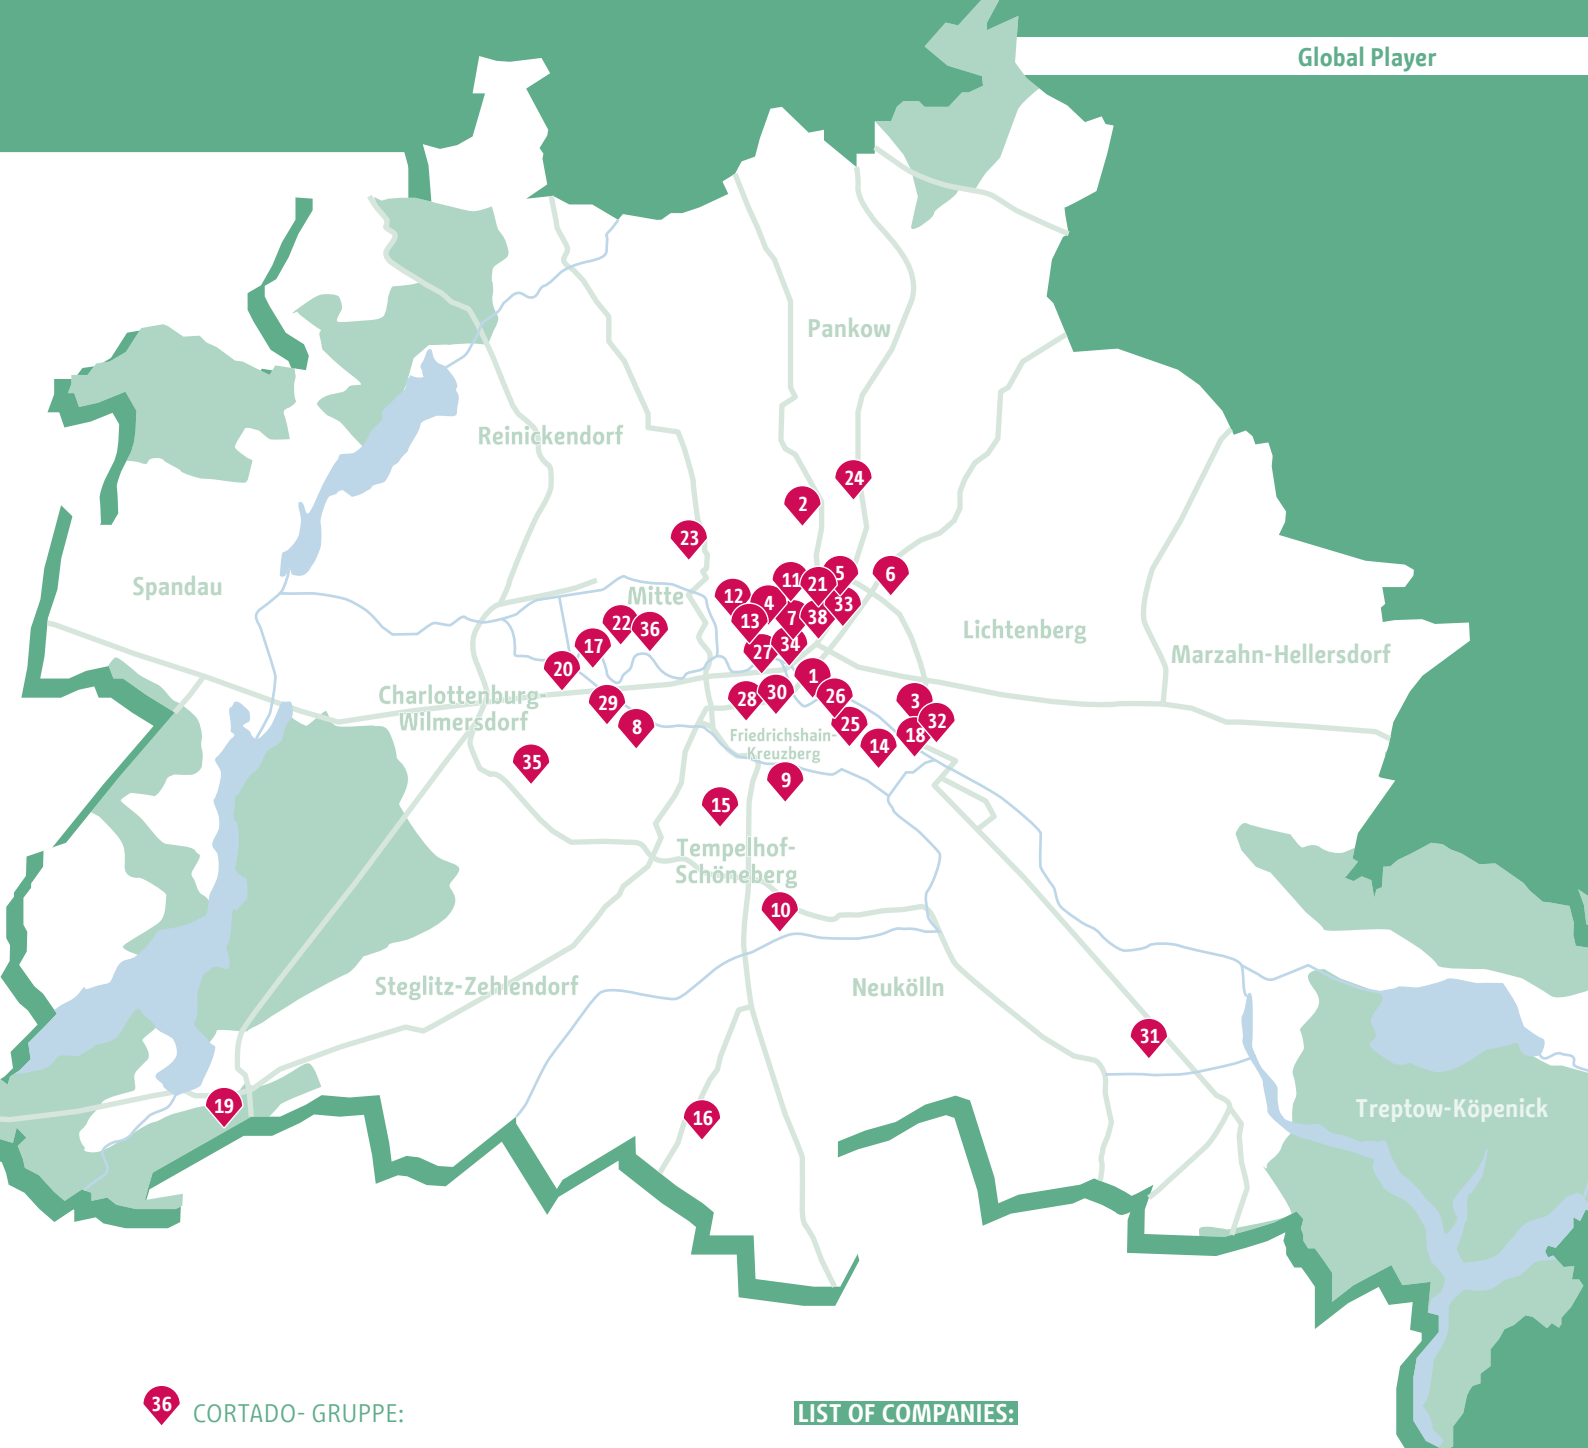 Global Player
Pankow
Reinickendorf
24
2
23
Spandau
Mitte
11
5
21
6
12
4
33
13
7
38
22
36
17
34
27
Lichtenberg
Marzahn-Hellersdorf
20
1
Charlottenburg-
Wilmersdorf
29
28
30
26
3
8
25
32
18
14
Friedrichshain-
Kreuzberg
35
9
15
Tempelhof-
Schöneberg
10
Steglitz-Zehlendorf
Neukölln
31
19
16
Treptow-Köpenick
36 CORTADO- GRUPPE:
LIST OF COMPANIES: